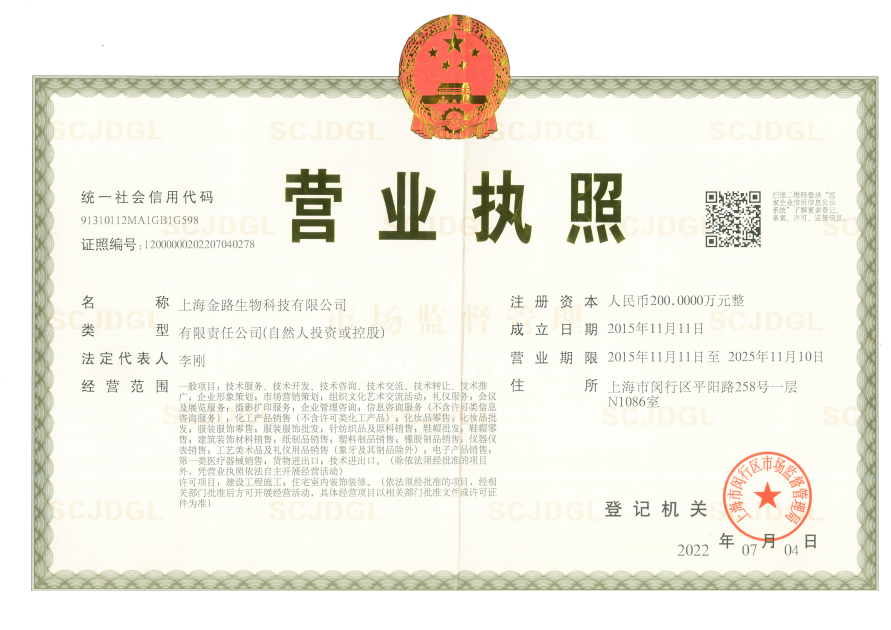 营业执照
统一社会信用代码
91310112MA1GB1G598
证照编号:12000000202207040278
扫描二维码登录“国
家企业信用信息公示
系统”了解更多登记、
备案、许可、监管信息。
名 称 上海金路生物科技有限公司
类 型 有限责任公司(自然人投资或控股)
法定代表人 李刚
经营范围 一般项目：技术服务、技术开发、技术咨询、技术交流、技术转让、技术推
广；企业形象策划；市场营销策划；组织文化艺术交流活动；礼仪服务；会议
及展览服务；摄影扩印服务；企业管理咨询；信息咨询服务（不含许可类信息
咨询服务）；化工产品销售（不含许可类化工产品）；化妆品零售；化妆品批
发；服装服饰零售；服装服饰批发；针纺织品及原料销售；鞋帽批发；鞋帽零
售；建筑装饰材料销售；纸制品销售；塑料制品销售；橡胶制品销售；仪器仪
表销售；工艺美术品及礼仪用品销售（象牙及其制品除外）；电子产品销售；
第一类医疗器械销售；货物进出口；技术进出口。（除依法须经批准的项目
外，凭营业执照依法自主开展经营活动）
许可项目：建设工程施工；住宅室内装饰装修。（依法须经批准的项目，经相
关部门批准后方可开展经营活动，具体经营项目以相关部门批准文件或许可证
件为准）
注册资本 人民币200.0000万元整
成立日期 2015年11月11日
营业期限 2015年11月11日至 2025年11月10日
住 所 上海市闵行区平阳路258号一层
N1086室
登记机关
上海市闵行区市场监督管理局
2022 年 07 月 04 日
SCJDGL
市场监督管理